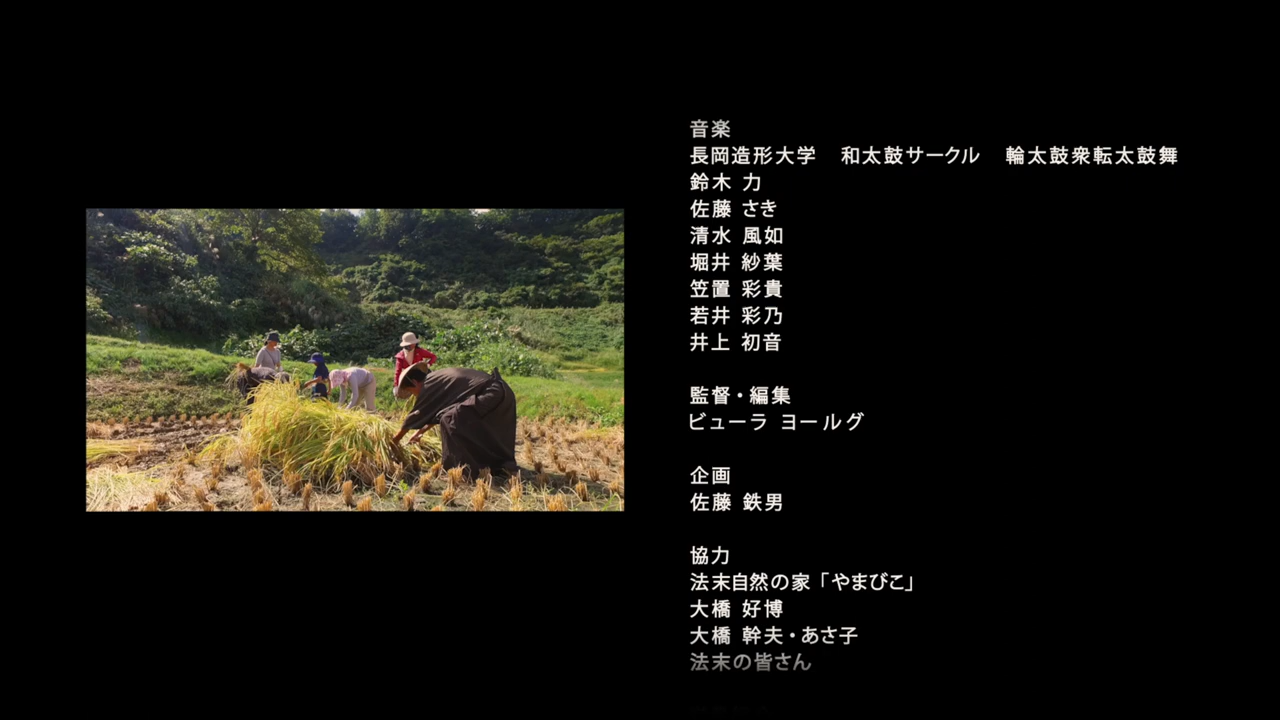 音楽
長岡造形大学　和太鼓サークル　輪太鼓衆転太鼓舞
鈴木 力
佐藤 さき
清水 風如
堀井 紗葉
笠置 彩貴
若井 彩乃
井上 初音
監督・編集
ビューラ ヨールグ
企画
佐藤 鉄男
協力
法末自然の家「やまびこ」
大橋 好博
大橋 幹夫・あさ子
法末の皆さん